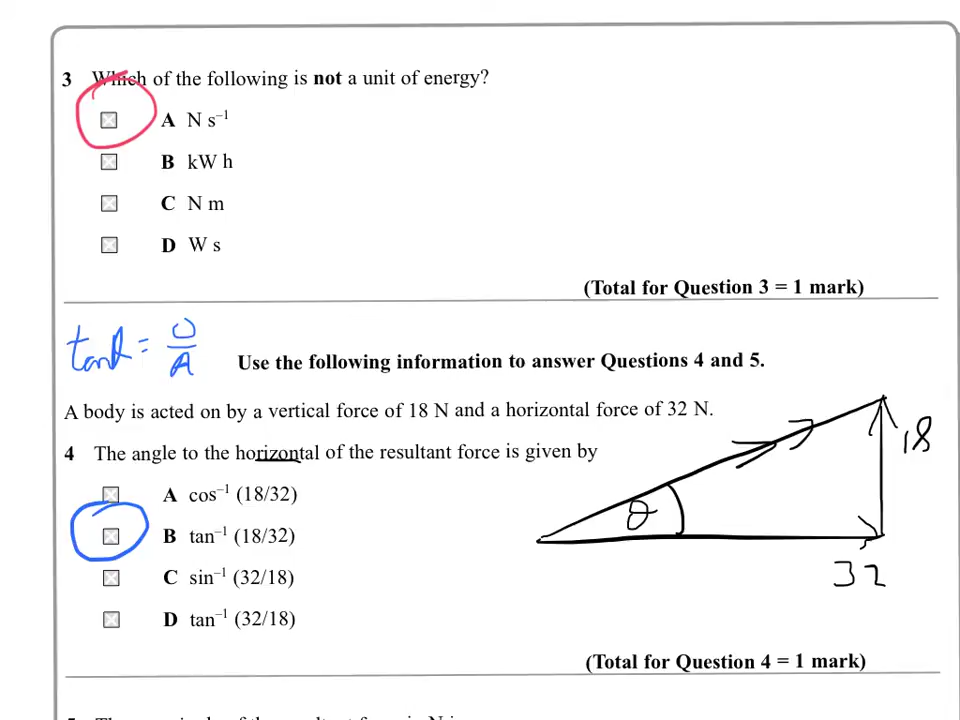 3 Which of the following is not a unit of energy?
A N s⁻¹
B kW h
C N m
D W s
(Total for Question 3 = 1 mark)
tanθ = O/A
Use the following information to answer Questions 4 and 5.
A body is acted on by a vertical force of 18 N and a horizontal force of 32 N.
4 The angle to the horizontal of the resultant force is given by
A cos⁻¹ (18/32)
B tan⁻¹ (18/32)
C sin⁻¹ (32/18)
D tan⁻¹ (32/18)
18
θ
32
(Total for Question 4 = 1 mark)